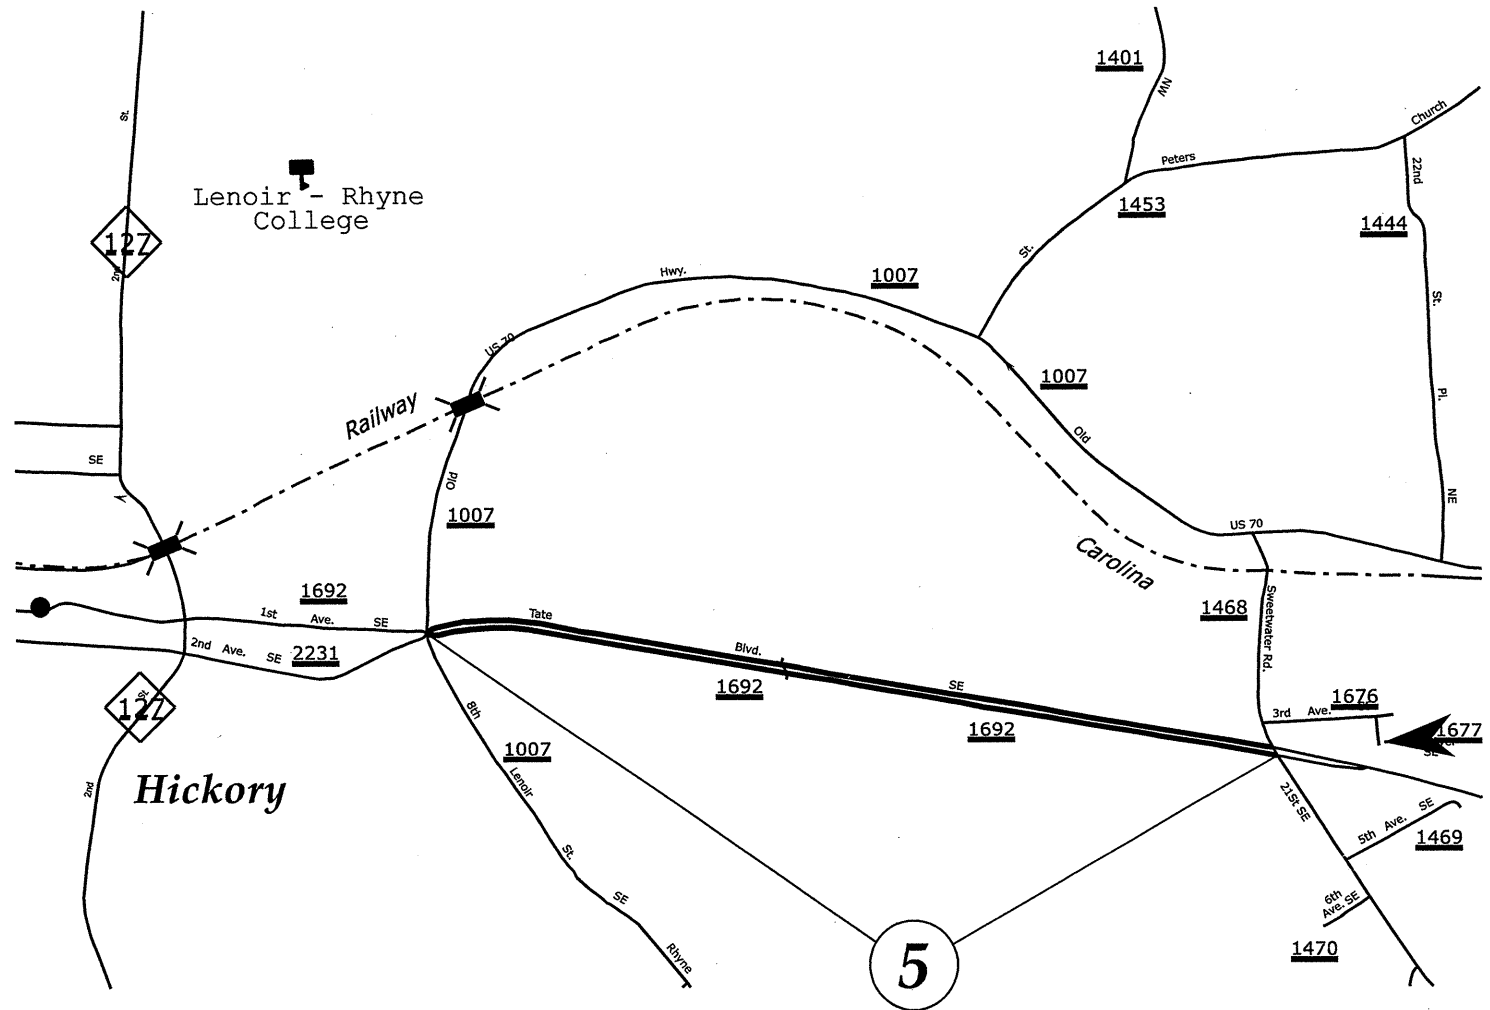 1401
NW
St.
Church
Peters
22nd
Lenoir - Rhyne
College
1453
1444
127
2nd
St.
Hwy.
1007
St.
US 70
1007
Railway
Pl.
Old
SE
Old
NE
1007
US 70
Carolina
1692
1468
Sweetwater Rd.
1st Ave. SE
Tate
2nd Ave. SE
2231
Blvd.
SE
1692
1692
1676
3rd Ave.
1677
SE
St
127
8th
1007
Lenoir
Hickory
2nd
21St SE
5th Ave. SE
1469
St.
SE
6th
Ave. SE
1470
Rhyne
5